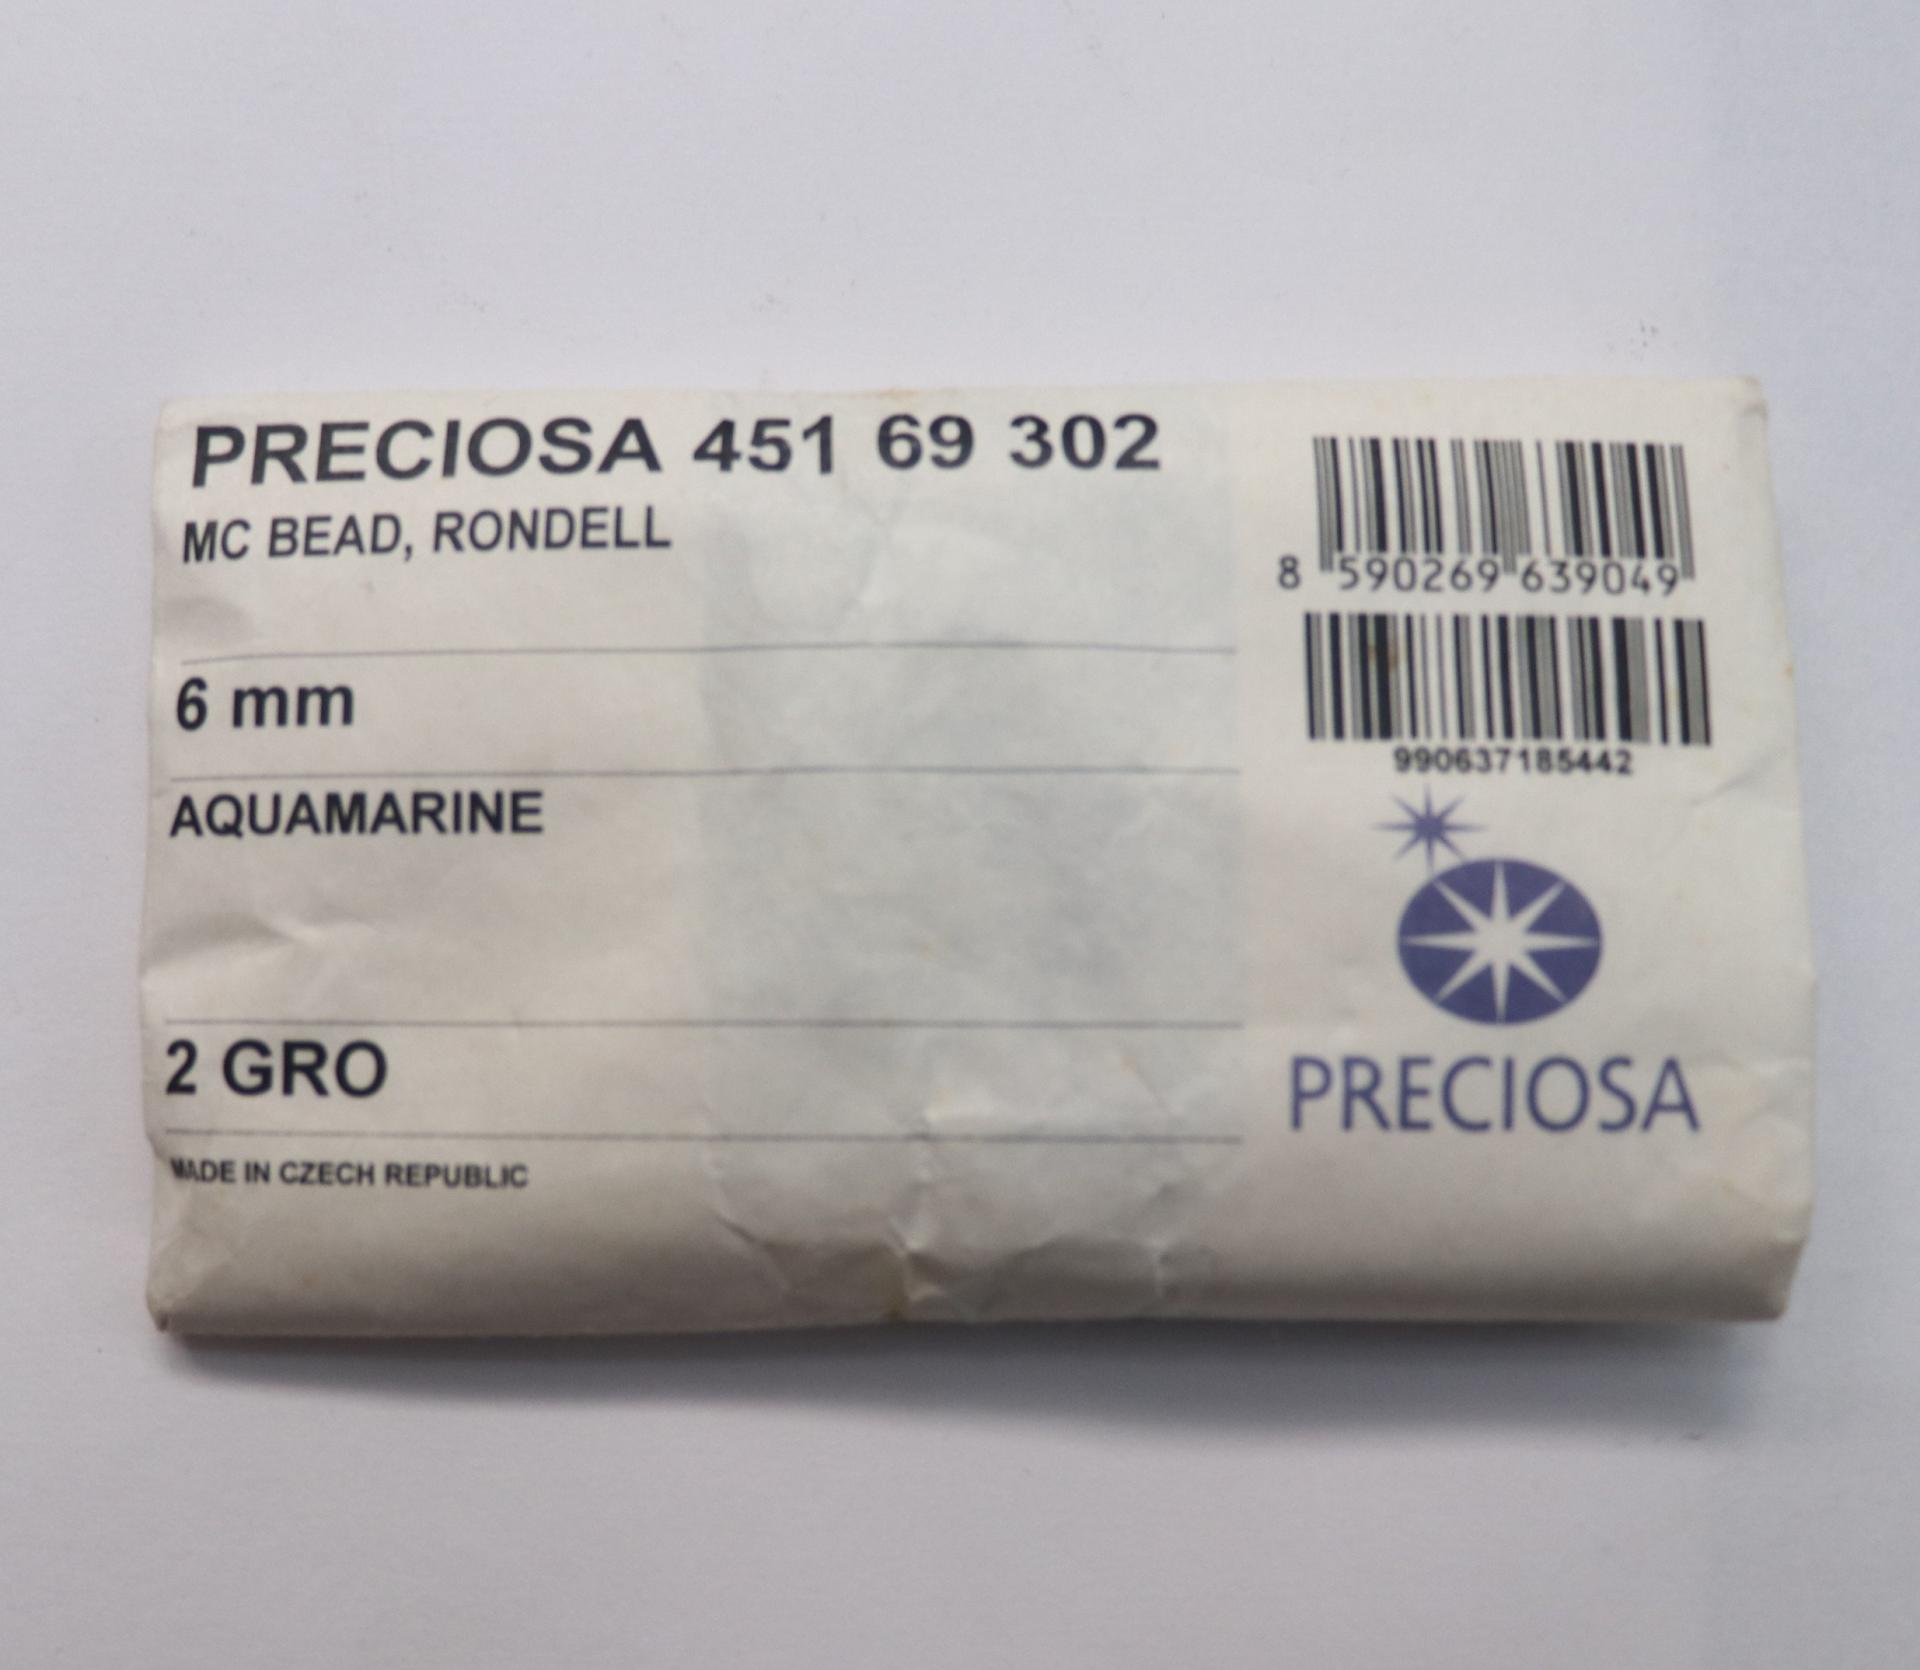 PRECIOSA 451 69 302
MC BEAD, RONDELL
6 mm
AQUAMARINE
2 GRO
MADE IN CZECH REPUBLIC
8 590269 639049
990637185442
PRECIOSA